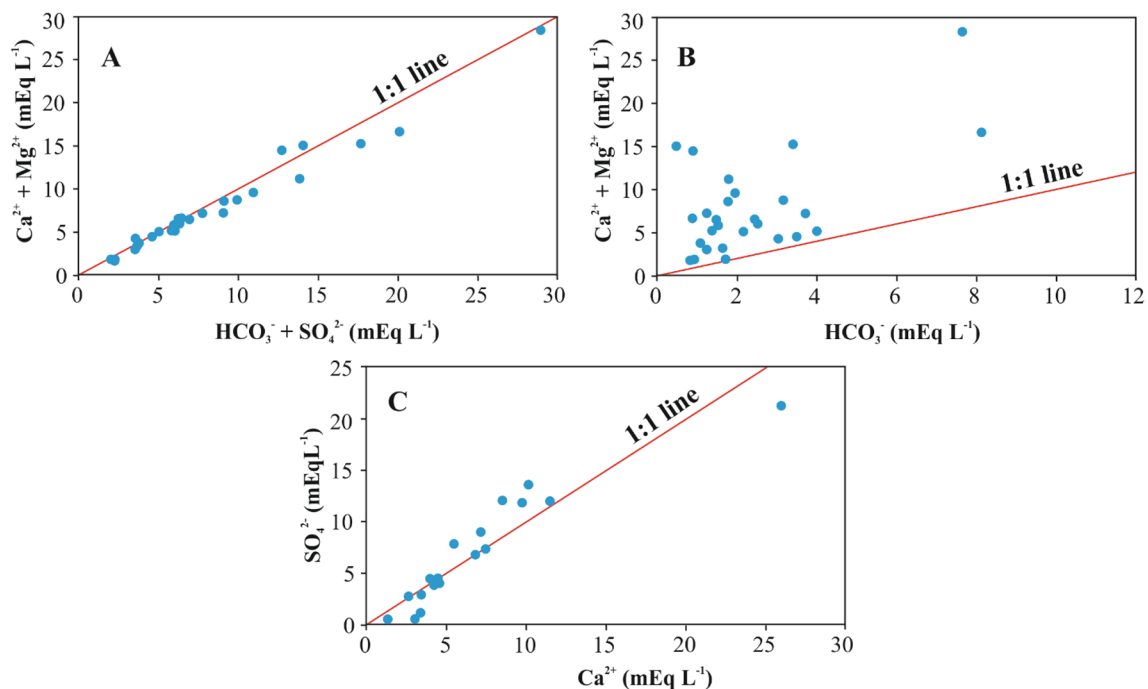 A
1:1 line
Ca²⁺ + Mg²⁺ (mEq L⁻¹)
30
25
20
15
10
5
0
0 5 10 15 20 25 30
HCO₃⁻ + SO₄²⁻ (mEq L⁻¹)
B
1:1 line
Ca²⁺ + Mg²⁺ (mEq L⁻¹)
30
25
20
15
10
5
0
0 2 4 6 8 10 12
HCO₃⁻ (mEq L⁻¹)
C
1:1 line
SO₄²⁻ (mEqL⁻¹)
25
20
15
10
5
0
0 5 10 15 20 25 30
Ca²⁺ (mEq L⁻¹)